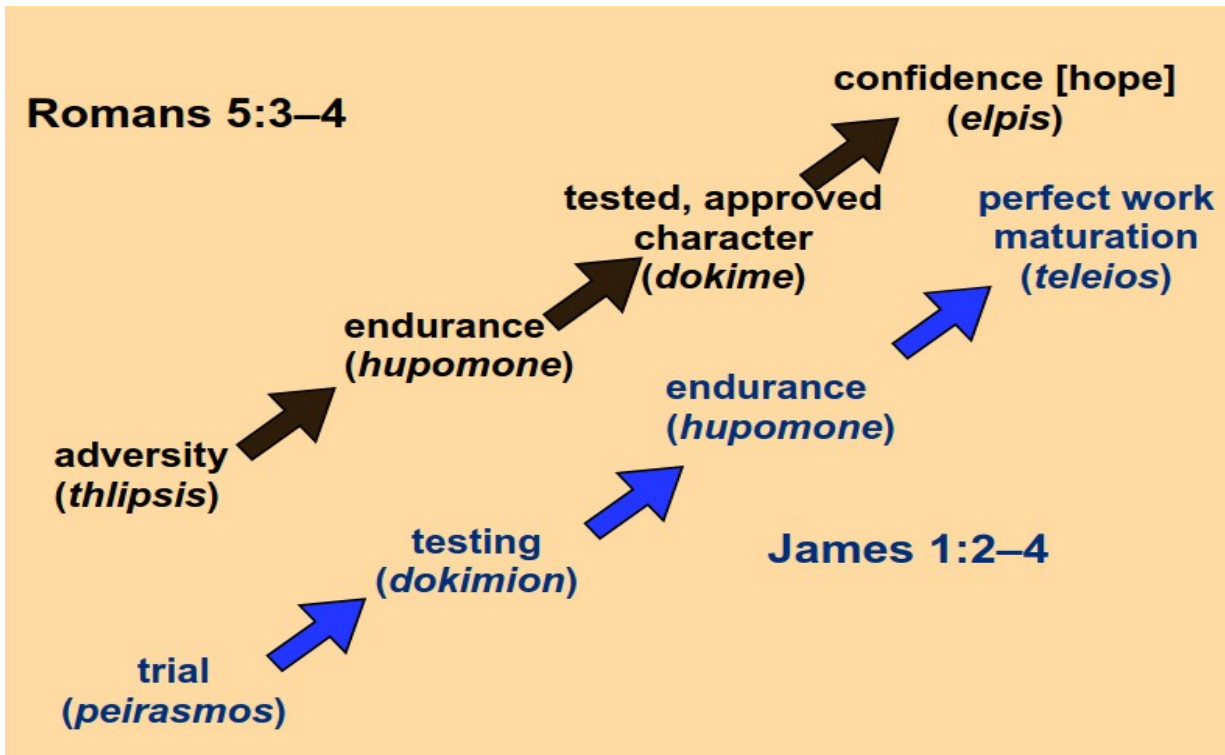 Romans 5:3–4
confidence [hope]
(elpis)
tested, approved
character
(dokime)
endurance
(hupomone)
adversity
(thlipsis)
perfect work
maturation
(teleios)
endurance
(hupomone)
testing
(dokimion)
James 1:2–4
trial
(peirasmos)